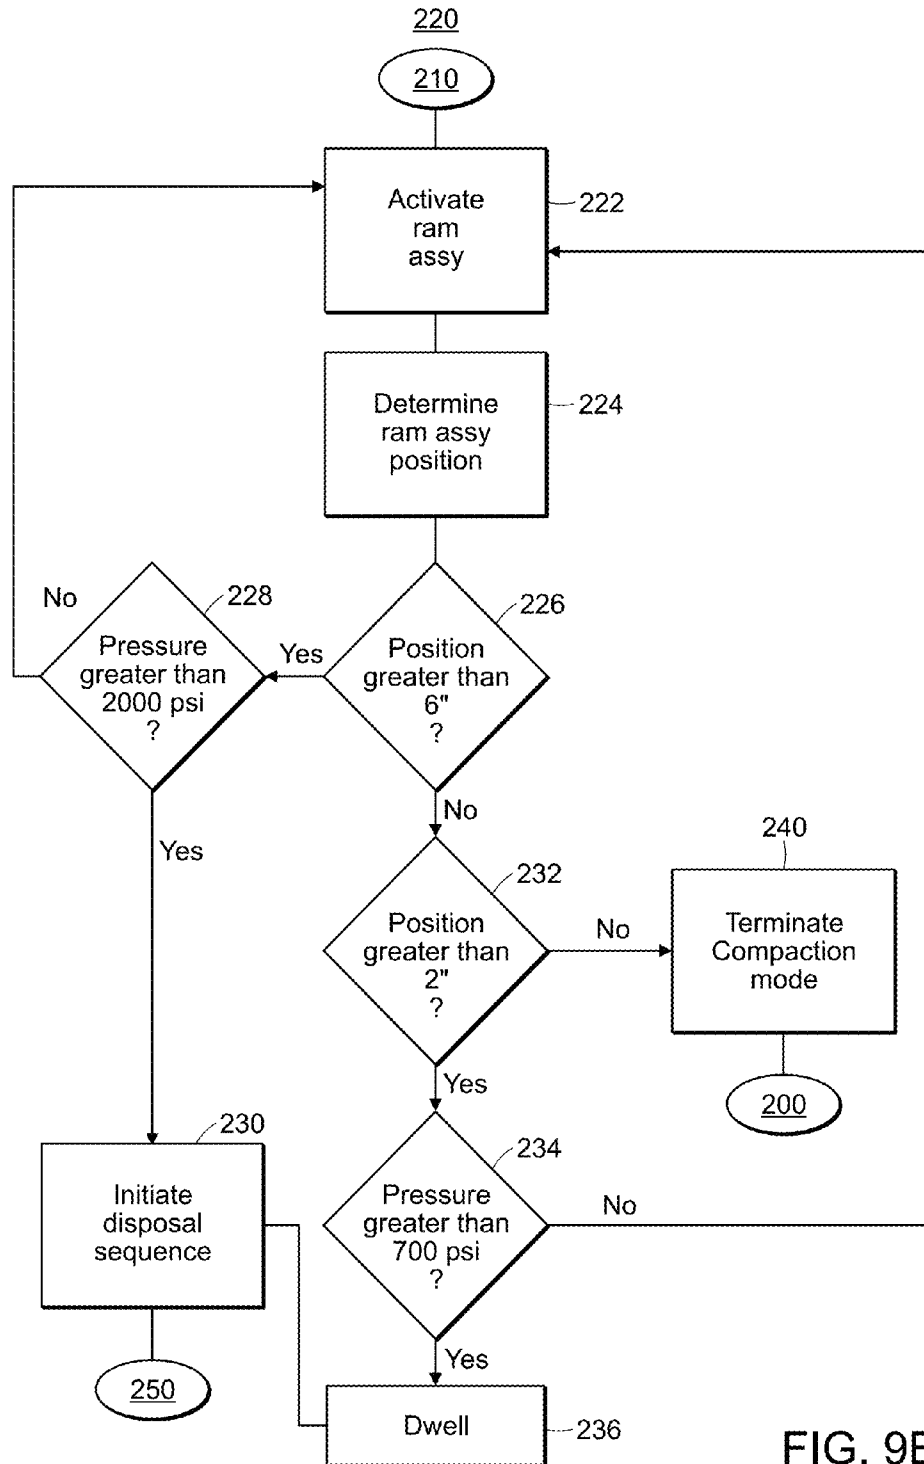 220
210
Activate
ram
assy
222
Determine
ram assy
position
224
No
228
226
Pressure
greater than
2000 psi
?
Yes
Position
greater than
6"
?
No
Yes
240
232
Position
greater than
2"
?
No
Terminate
Compaction
mode
Yes
200
230
234
Initiate
disposal
sequence
Pressure
greater than
700 psi
?
No
Yes
250
Dwell
236
FIG. 9B